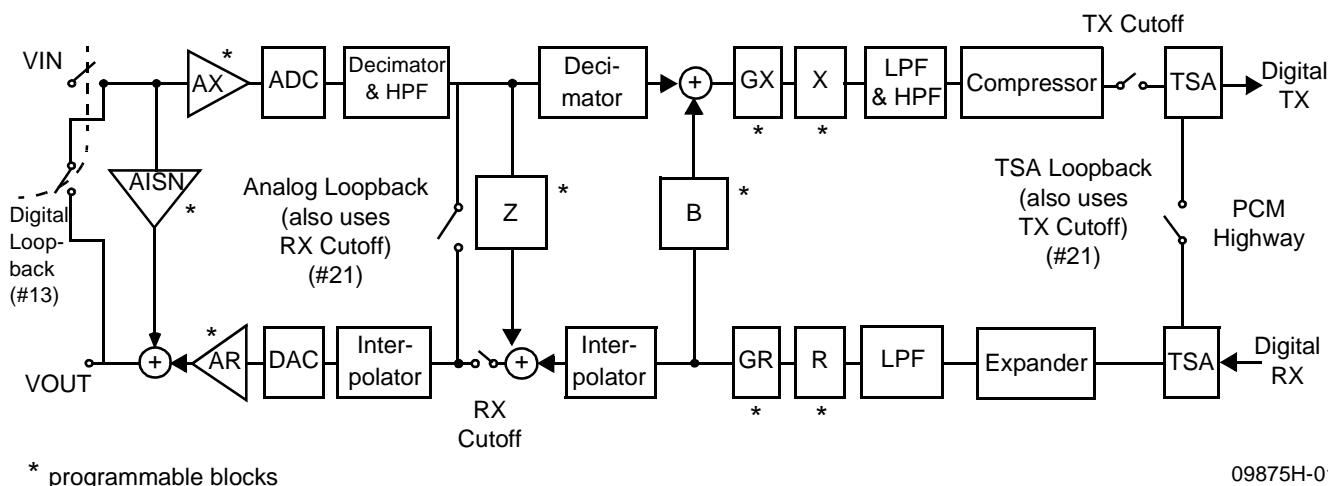 TX Cutoff
VIN
*
AX
ADC
Decimator
& HPF
Deci-
mator
+
GX
*
X
*
LPF
& HPF
Compressor
TSA
Digital
TX
AISN
*
Digital
Loop-
back
(#13)
Analog Loopback
(also uses
RX Cutoff)
(#21)
Z
*
B
*
TSA Loopback
(also uses
TX Cutoff)
(#21)
PCM
Highway
VOUT
+
*
AR
DAC
Inter-
polator
RX
Cutoff
+
Inter-
polator
GR
*
R
*
LPF
Expander
TSA
Digital
RX
* programmable blocks